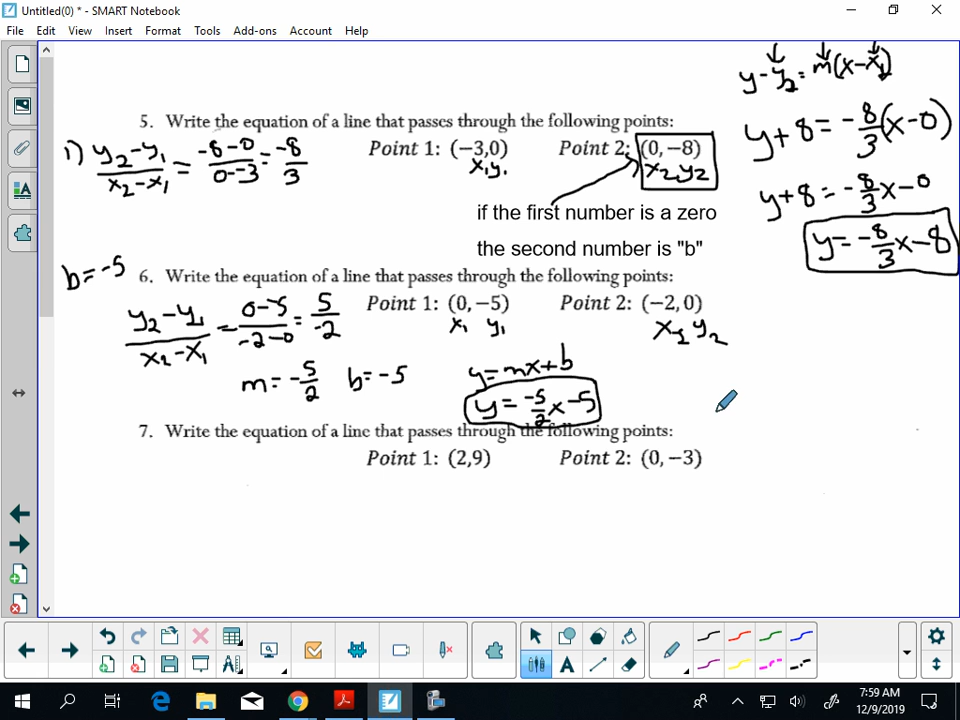 Untitled(0) * - SMART Notebook
File Edit View Insert Format Tools Add-ons Account Help
y-y₂=m(x-x₂)
5. Write the equation of a line that passes through the following points:
Point 1: (−3,0) Point 2: (0,−8)
x₁y₁ x₂y₂
1) y₂-y₁/x₂-x₁ = -8-0/0--3 = -8/3
y+8=-8/3(x-0)
y+8=-8/3x-0
y=-8/3x-8
if the first number is a zero
the second number is "b"
b=-5
6. Write the equation of a line that passes through the following points:
Point 1: (0,−5) Point 2: (−2,0)
x₁ y₁ x₂y₂
y₂-y₁/x₂-x₁ = 0--5/-2-0 = 5/-2
m=-5/2 b=-5
y=mx+b
y=-5/2x-5
7. Write the equation of a line that passes through the following points:
Point 1: (2,9) Point 2: (0,−3)
7:59 AM
12/9/2019